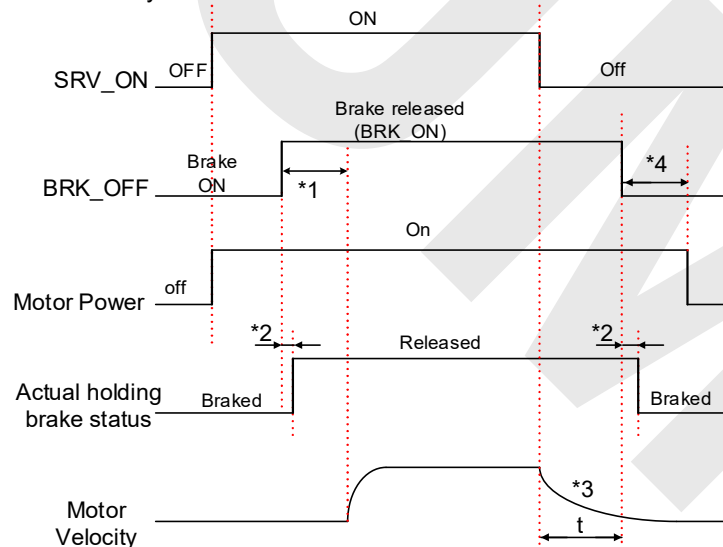 ON
SRV_ON
OFF
Off
Brake released
(BRK_ON)
Brake
ON
BRK_OFF
*1
*4
On
Motor Power
off
*2
*2
Released
Actual holding
brake status
Braked
Braked
*3
Motor
Velocity
t